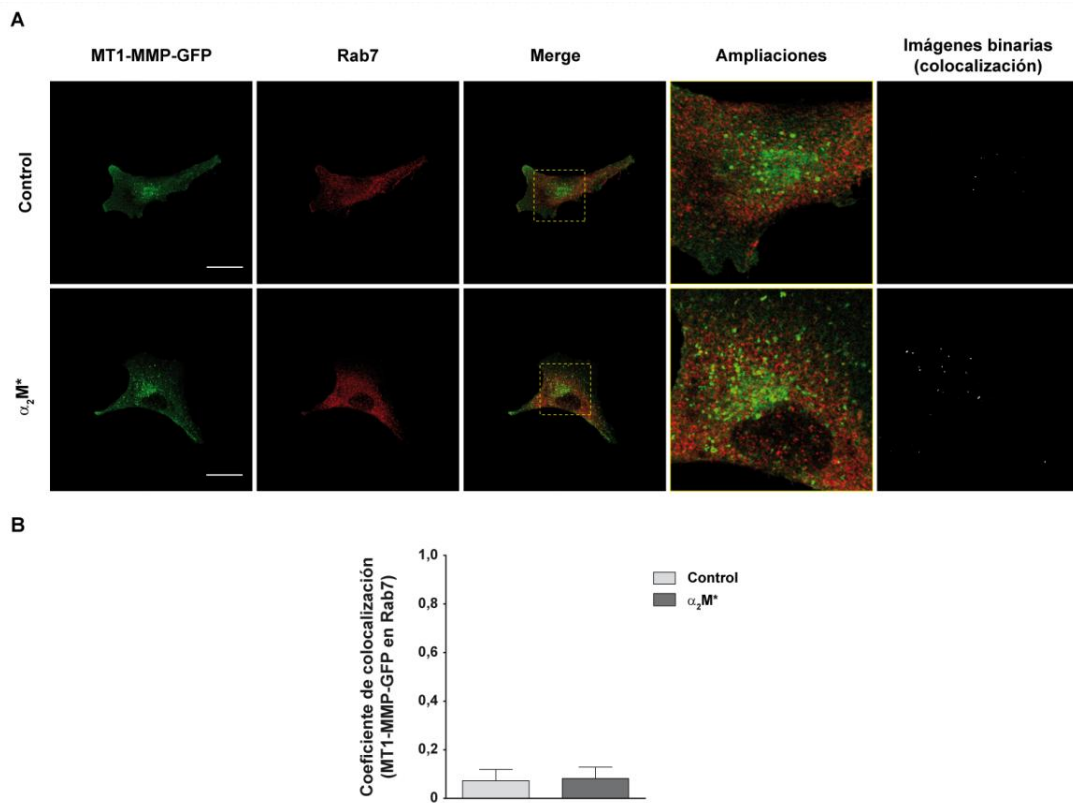 A
MT1-MMP-GFP
Rab7
Merge
Ampliaciones
Imágenes binarias
(colocalización)
Control
α₂M*
B
Coeficiente de colocalización
(MT1-MMP-GFP en Rab7)
1,0
0,8
0,6
0,4
0,2
0
Control
α₂M*